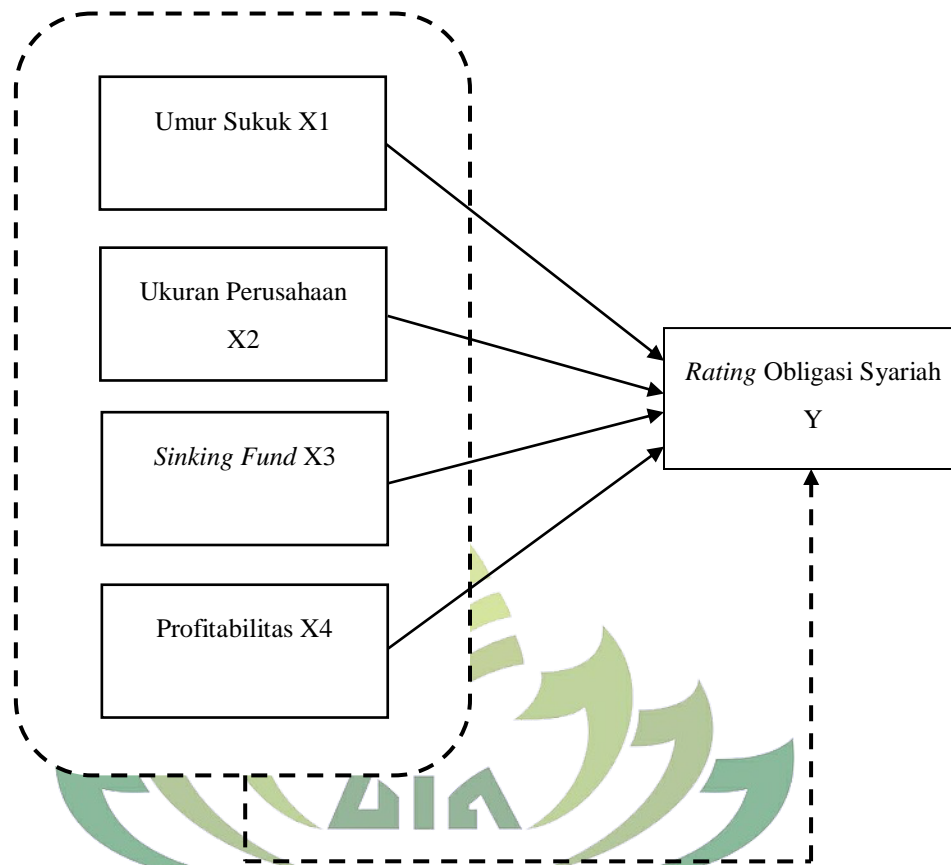 Umur Sukuk X1
Ukuran Perusahaan
X2
Sinking Fund X3
Profitabilitas X4
Rating Obligasi Syariah
Y